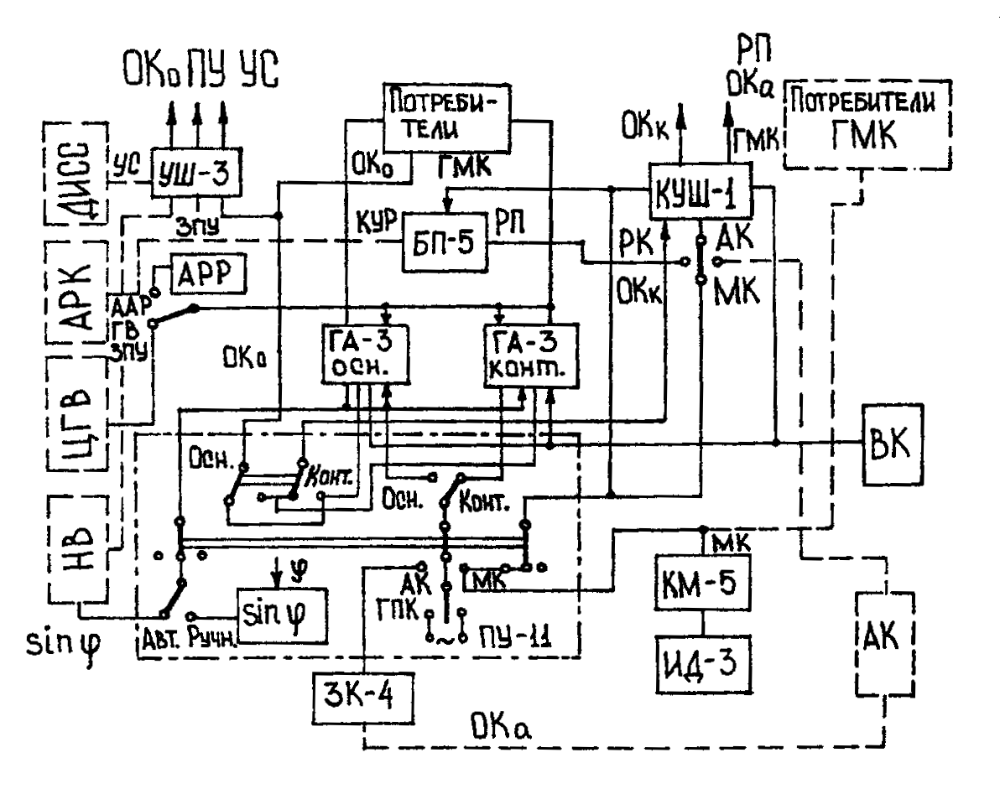 ОКо ПУ УС
РП
ОКа
Потреби-
тели
Потребители
ГМК
ОКк
ГМК
ДИСС
УС
УШ-3
ОКо
ГМК
КУШ-1
ЗПУ
КУР
БП-5
РП
РК
АК
АРК
АРР
ОКк
МК
ААР
ГВ
ЗПУ
ГА-3
осн.
ГА-3
конт.
ОКо
ЦГВ
ВК
Осн.
Конт.
Осн.
Конт.
НВ
МК
φ
АК
МК
КМ-5
ГПК
sin φ
sin φ
Авт.
Ручн.
~
ПУ-11
ИД-3
АК
ЗК-4
ОКа